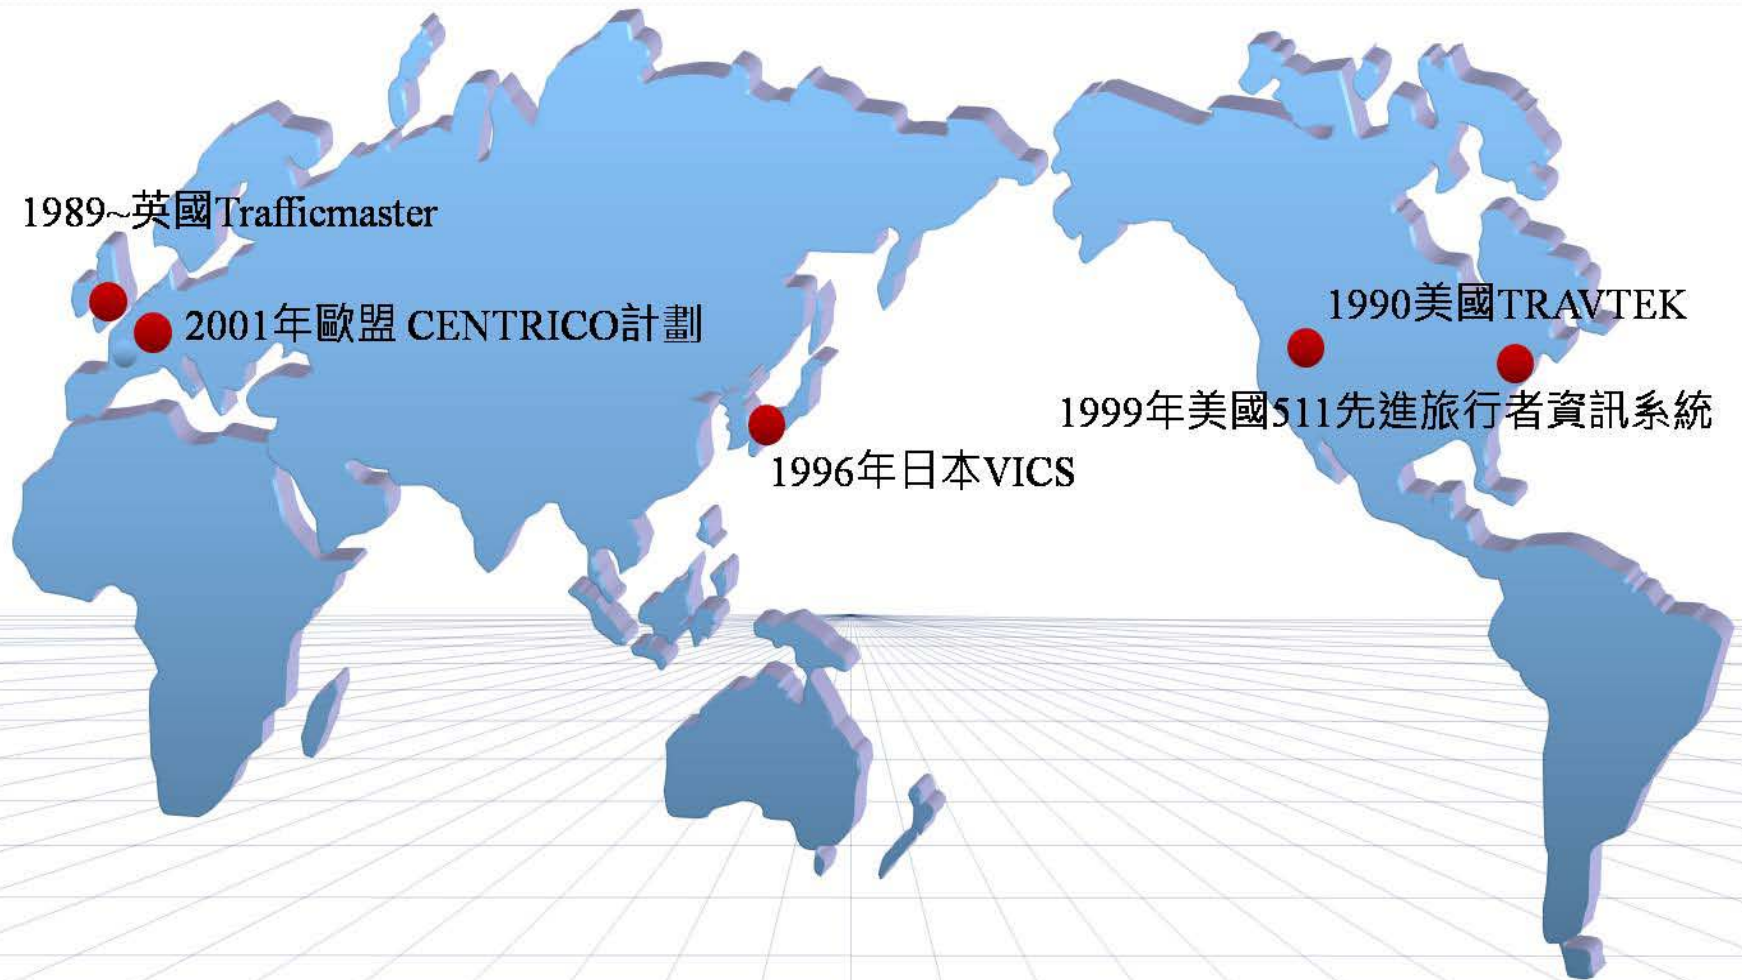 1989~英國Trafficmaster
2001年歐盟 CENTRICO計劃
1990美國TRAVTEK
1999年美國511先進旅行者資訊系統
1996年日本VICS